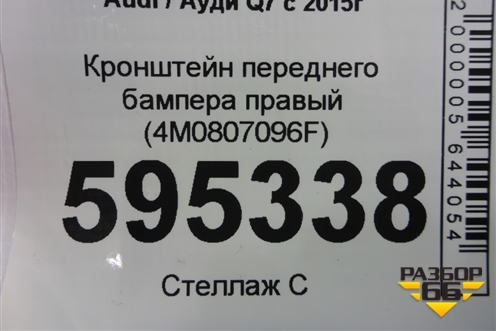 Audi / Ауди Q7 с 2015г
Кронштейн переднего
бампера правый
(4M0807096F)
595338
Стеллаж С
2000005644054
РАЗБОР
66